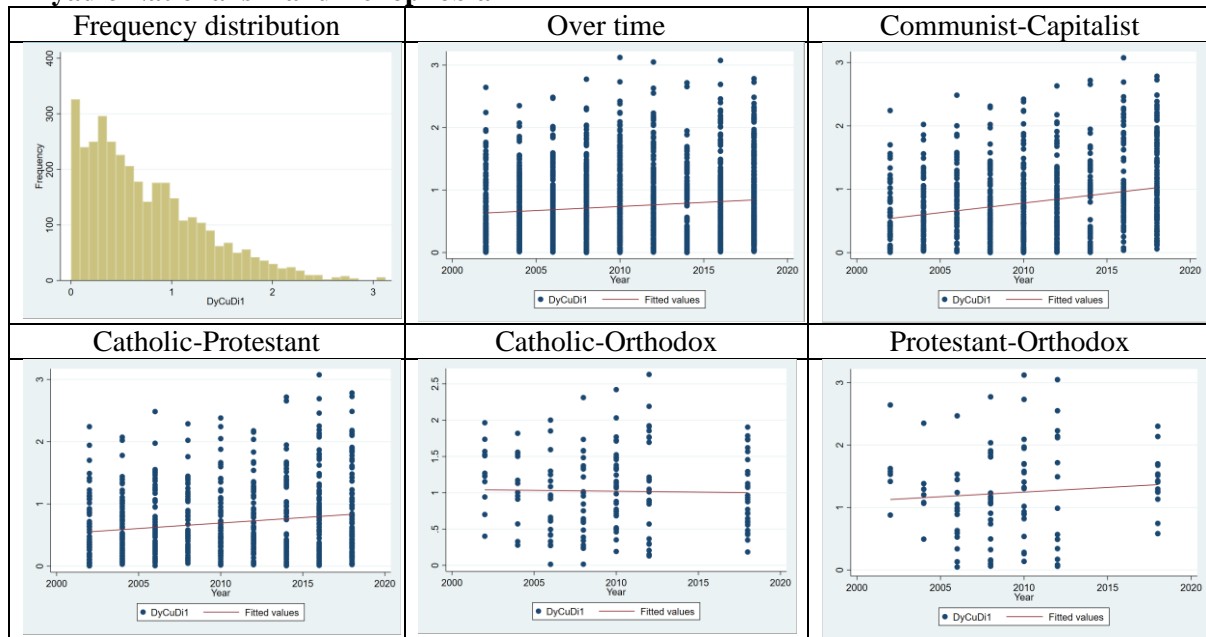 Frequency distribution
Over time
Communist-Capitalist
Frequency
400
300
200
100
0
0 1 2 3
DyCuDi1
3
2
1
0
2000 2005 2010 2015 2020
Year
DyCuDi1 Fitted values
3
2
1
0
2000 2005 2010 2015 2020
Year
DyCuDi1 Fitted values
Catholic-Protestant
Catholic-Orthodox
Protestant-Orthodox
3
2
1
0
2000 2005 2010 2015 2020
Year
DyCuDi1 Fitted values
2.5
2
1.5
1
.5
0
2000 2005 2010 2015 2020
Year
DyCuDi1 Fitted values
3
2
1
0
2000 2005 2010 2015 2020
Year
DyCuDi1 Fitted values